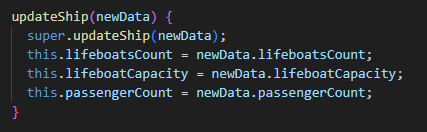 updateShip(newData) {
super.updateShip(newData);
this.lifeboatsCount = newData.lifeboatsCount;
this.lifeboatCapacity = newData.lifeboatCapacity;
this.passengerCount = newData.passengerCount;
}